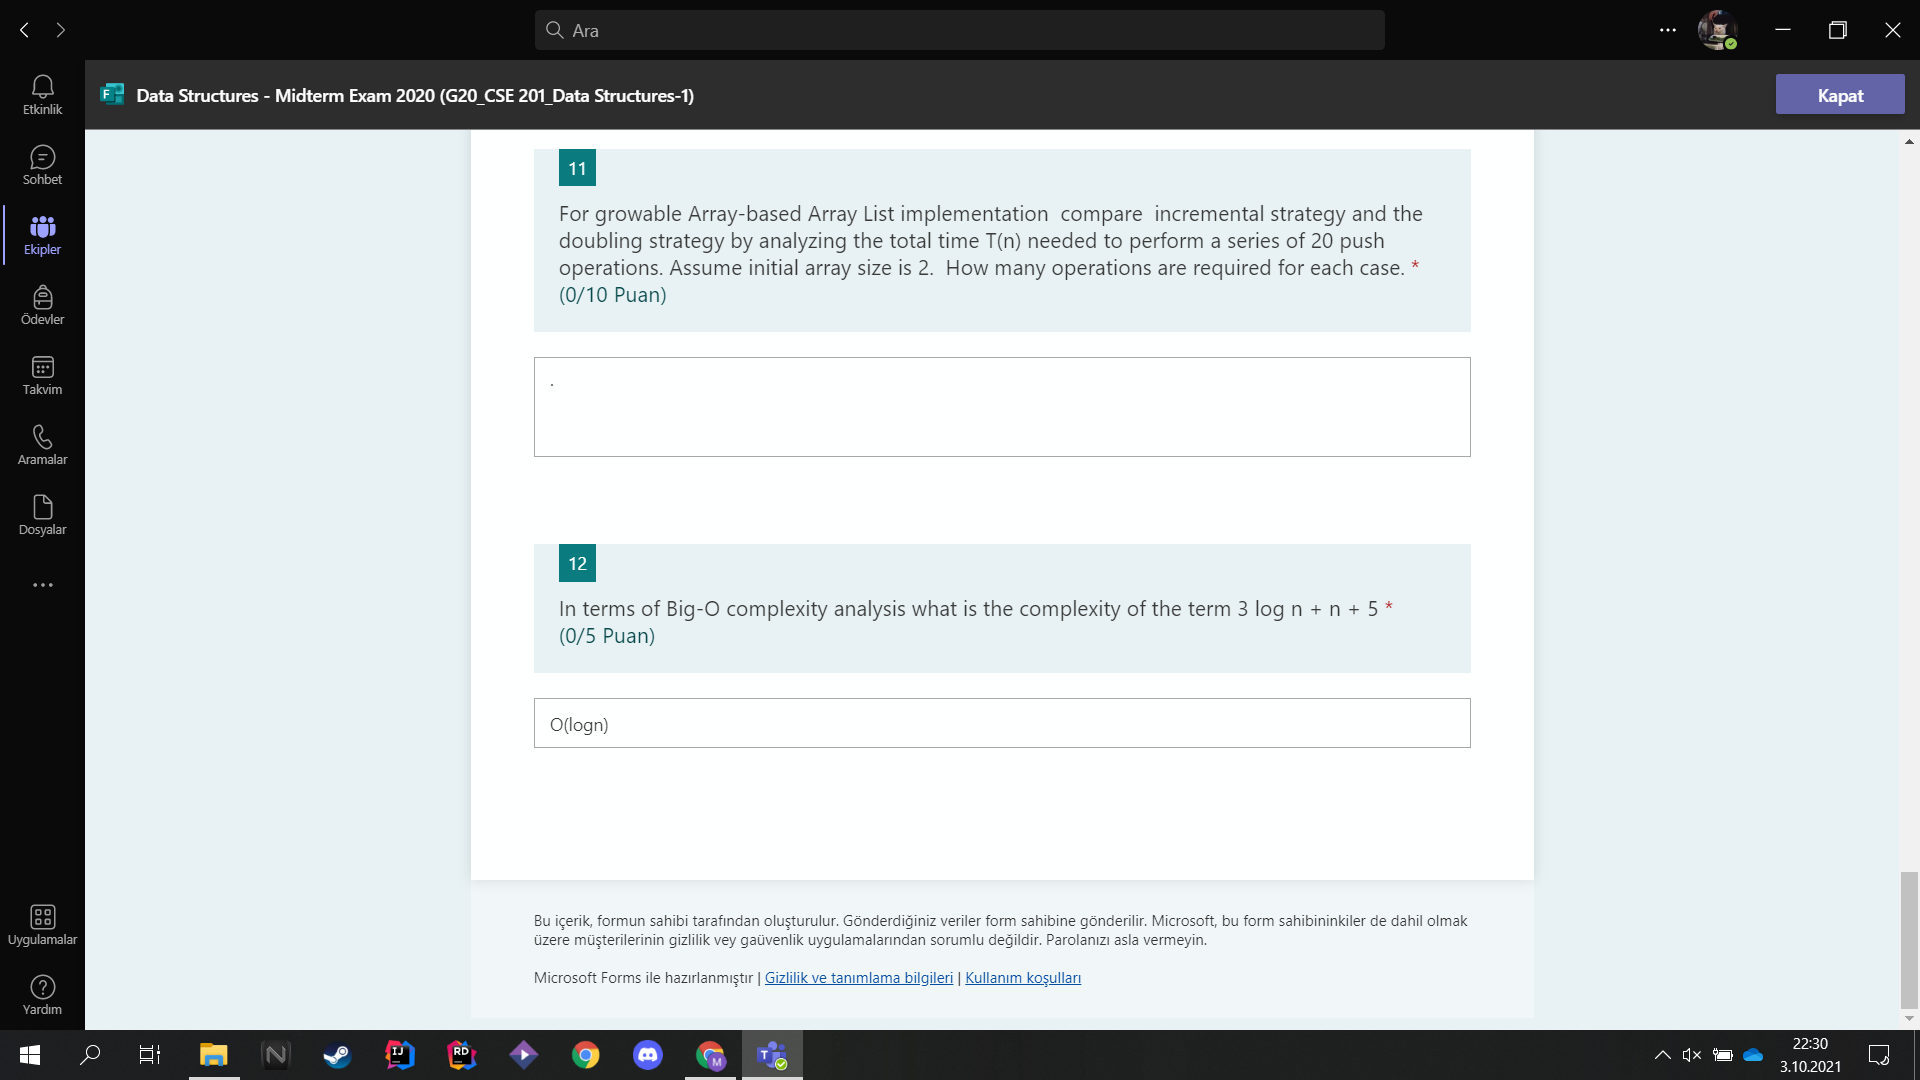 Ara
Etkinlik
Sohbet
Ekipler
Ödevler
Takvim
Aramalar
Dosyalar
Uygulamalar
Yardım
Data Structures - Midterm Exam 2020 (G20_CSE 201_Data Structures-1)
Kapat
11
For growable Array-based Array List implementation  compare  incremental strategy and the
doubling strategy by analyzing the total time T(n) needed to perform a series of 20 push
operations. Assume initial array size is 2.  How many operations are required for each case. *
(0/10 Puan)
.
12
In terms of Big-O complexity analysis what is the complexity of the term 3 log n + n + 5 *
(0/5 Puan)
O(logn)
Bu içerik, formun sahibi tarafından oluşturulur. Gönderdiğiniz veriler form sahibine gönderilir. Microsoft, bu form sahibininkiler de dahil olmak
üzere müşterilerinin gizlilik vey gaüvenlik uygulamalarından sorumlu değildir. Parolanızı asla vermeyin.
Microsoft Forms ile hazırlanmıştır | Gizlilik ve tanımlama bilgileri | Kullanım koşulları
22:30
3.10.2021